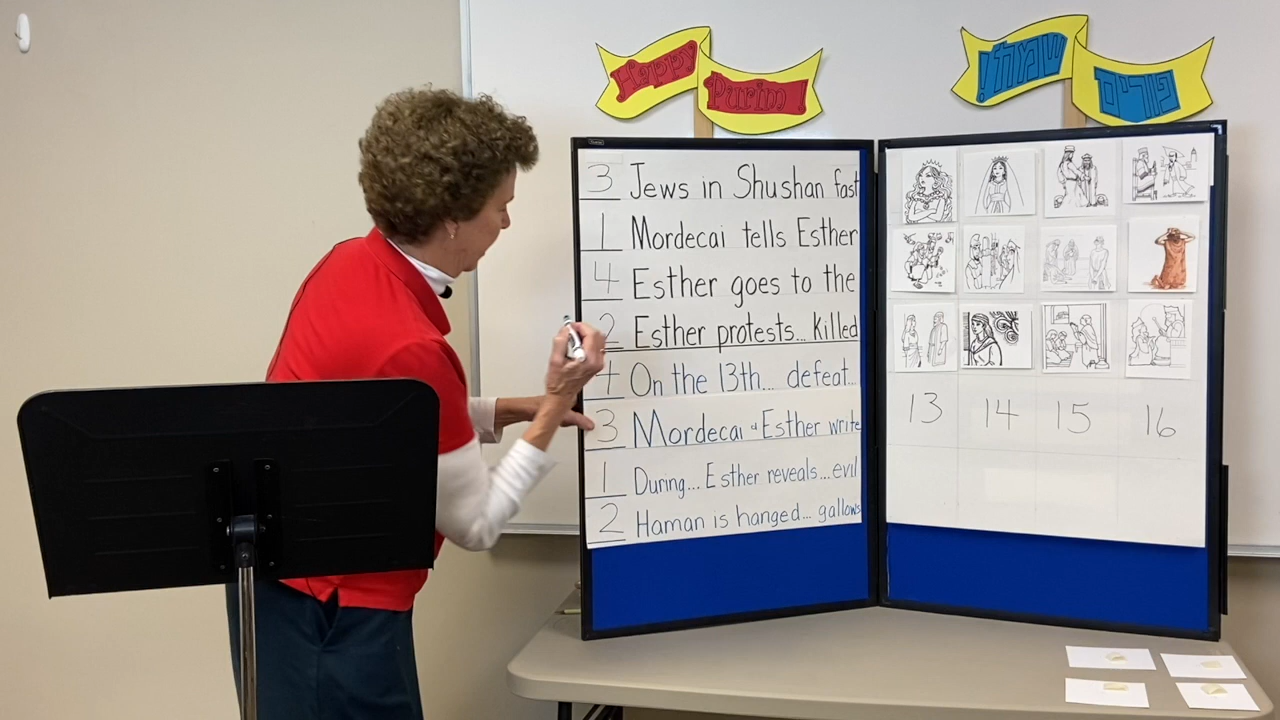 Happy
Purim!
שמח!
פורים
3 Jews in Shushan fast
1 Mordecai tells Esther
4 Esther goes to the
2 Esther protests... killed
4 On the 13th... defeat...
3 Mordecai & Esther write
1 During... Esther reveals... evil
2 Haman is hanged... gallows
13 14 15 16